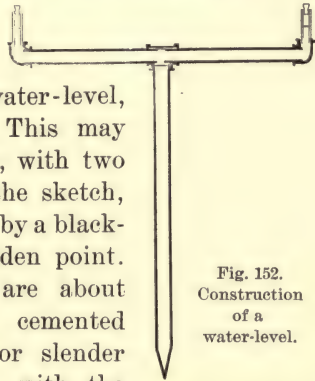 water-level,
This may
, with two
the sketch,
by a black-
den point.
are about
cemented
or slender
with the
Fig. 152.
Construction
of a
water-level.